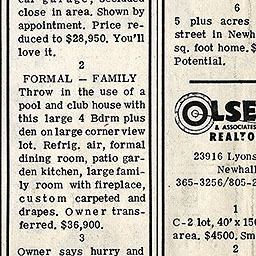 close in area. Shown by
appointment. Price re-
duced to $28,950. You'll
love it.
2
FORMAL — FAMILY
Throw in the use of a
pool and club house with
this large 4 Bdrm plus
den on large corner view
lot. Refrig. air, formal
dining room, patio gar-
den kitchen, large fami-
ly room with fireplace,
custom carpeted and
drapes. Owner trans-
ferred. $36,900.
3
Owner says hurry and
6
5 plus acres
street in Newh
sq. foot home. $
Potential.
OLSE
& ASSOCIATES
REALTO
23916 Lyons
Newhall
365-3256/805-2
1
C-2 lot, 40' x 150
area. $4500. Sm
2